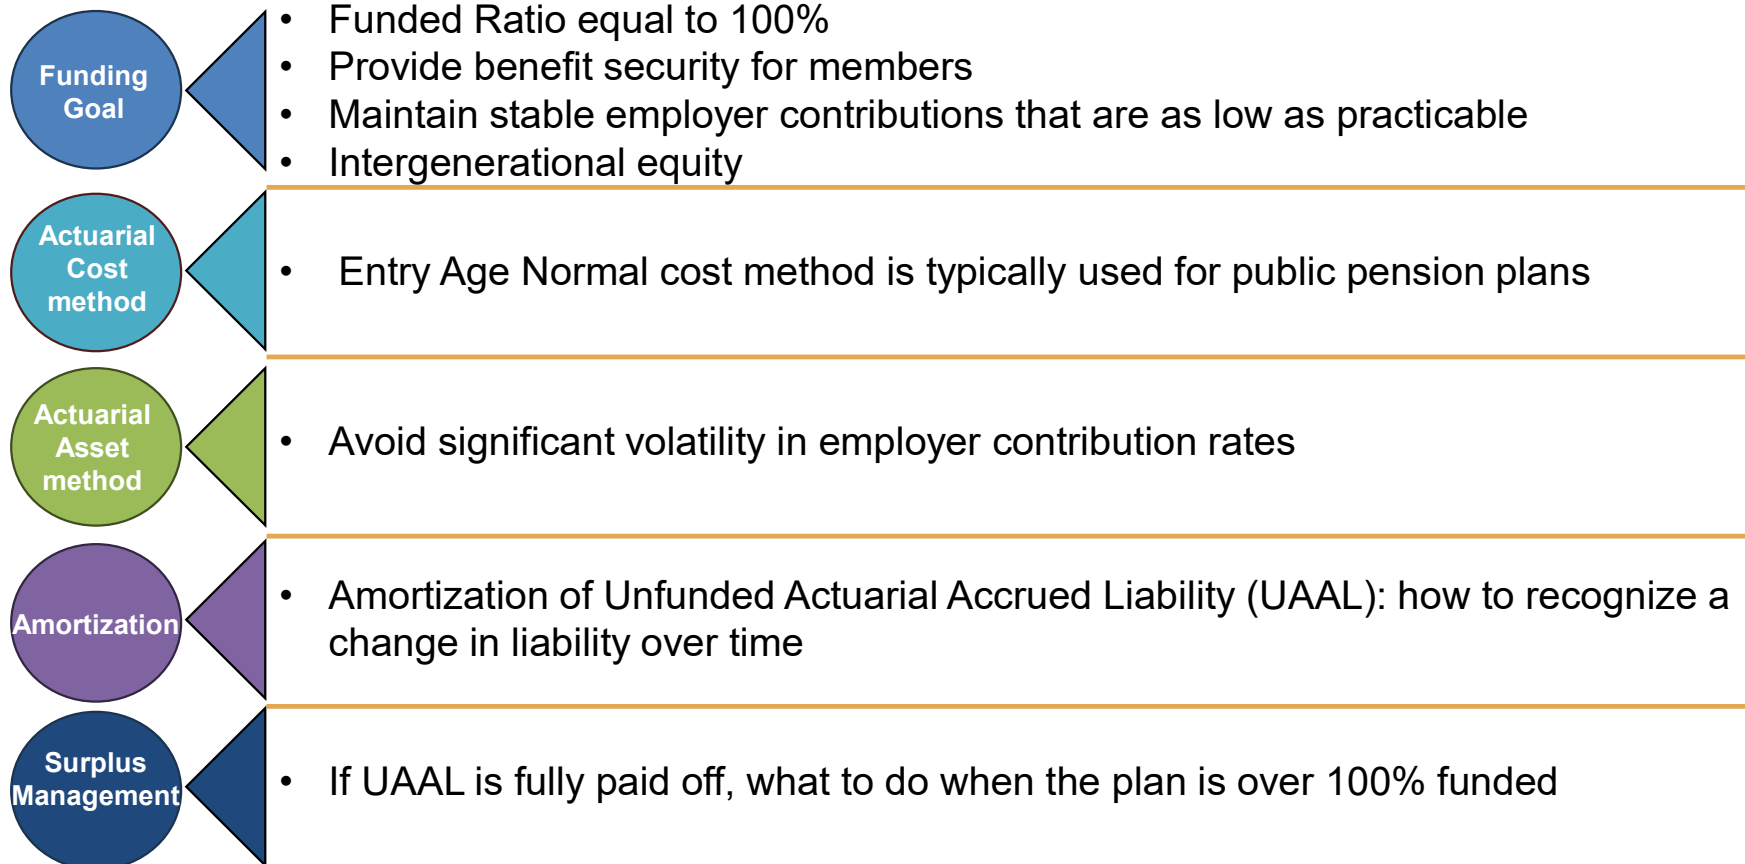 Funding
Goal
• Funded Ratio equal to 100%
• Provide benefit security for members
• Maintain stable employer contributions that are as low as practicable
• Intergenerational equity
Actuarial
Cost
method
• Entry Age Normal cost method is typically used for public pension plans
Actuarial
Asset
method
• Avoid significant volatility in employer contribution rates
Amortization
• Amortization of Unfunded Actuarial Accrued Liability (UAAL): how to recognize a
change in liability over time
Surplus
Management
• If UAAL is fully paid off, what to do when the plan is over 100% funded